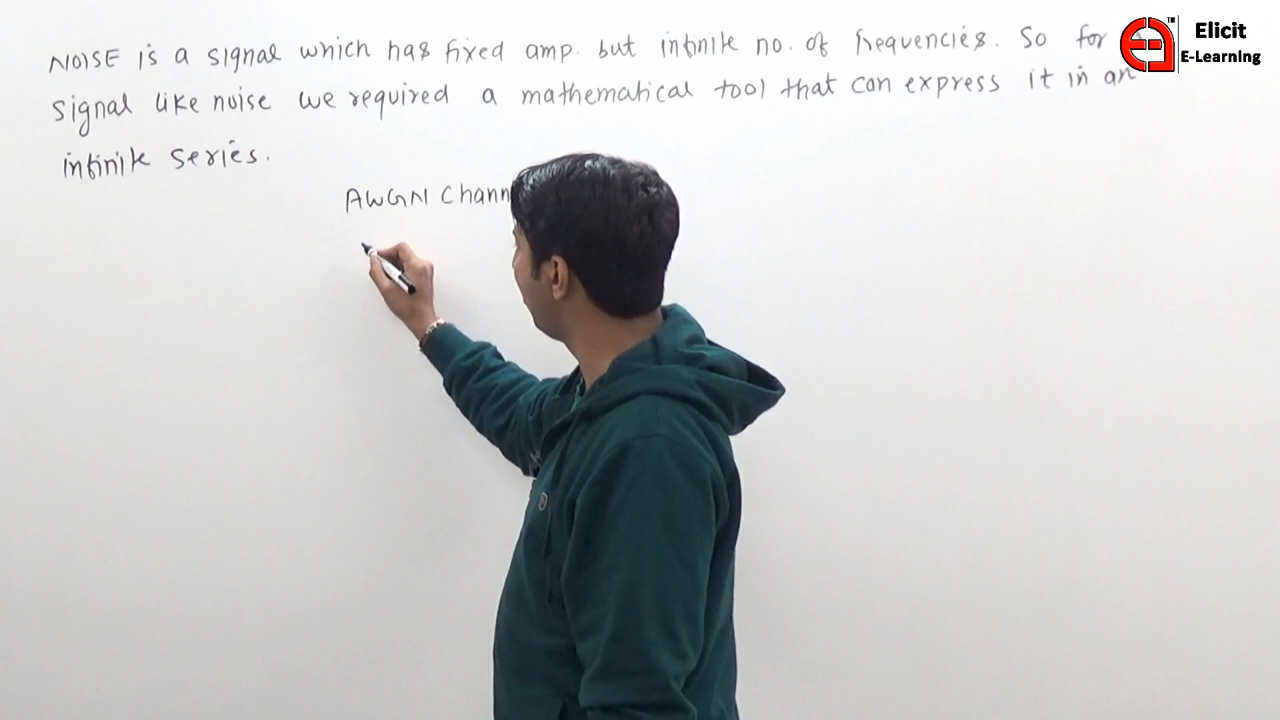 NOISE is a signal which has fixed amp. but infinite no. of frequencies. So for a
signal like noise we required a mathematical tool that can express it in an
infinite series.
AWGN Chann
TM
Elicit
E-Learning